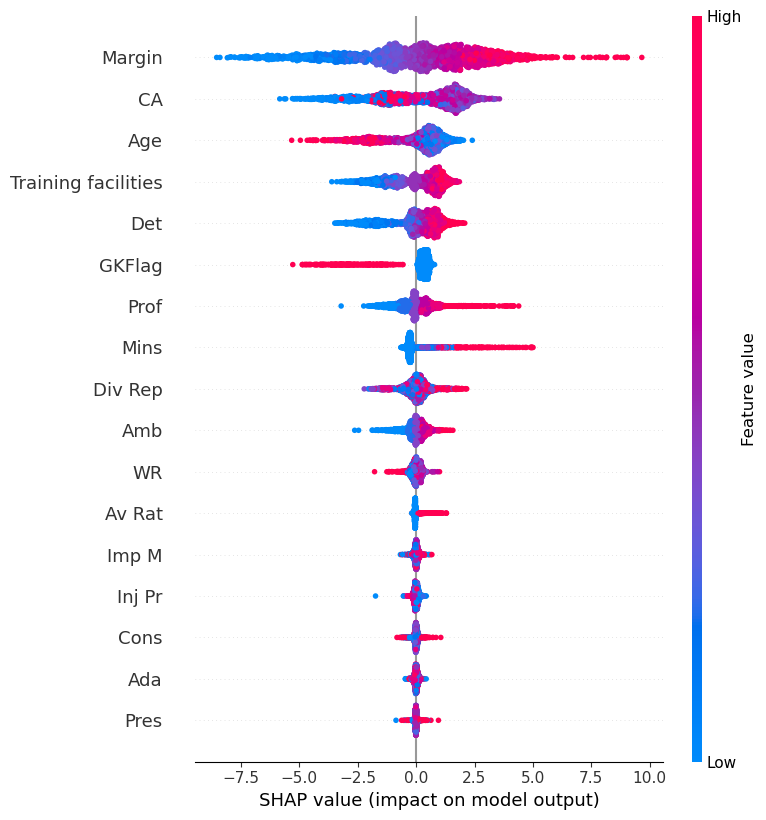 High
Margin
CA
Age
Training facilities
Det
GKFlag
Prof
Mins
Div Rep
Amb
WR
Av Rat
Imp M
Inj Pr
Cons
Ada
Pres
Feature value
Low
−7.5 −5.0 −2.5 0.0 2.5 5.0 7.5 10.0
SHAP value (impact on model output)